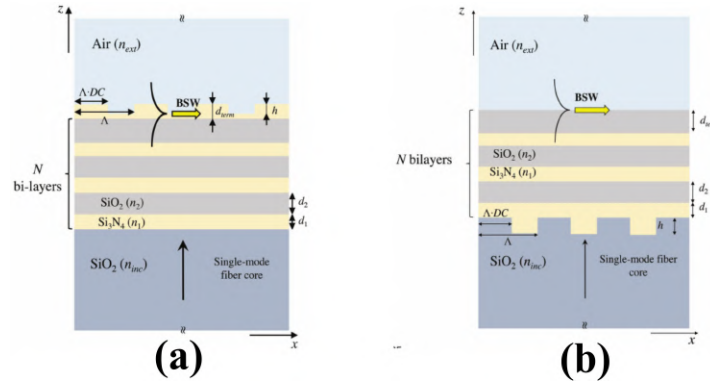 z
Air (n_ext)
Λ·DC
Λ
BSW
d_term
h
N
bi-layers
SiO₂ (n₂)
Si₃N₄ (n₁)
d₂
d₁
SiO₂ (n_inc)
Single-mode
fiber core
x
(a)
z
Air (n_ext)
BSW
N bilayers
SiO₂ (n₂)
Si₃N₄ (n₁)
d₂
d₁
Λ·DC
Λ
h
SiO₂ (n_inc)
Single-mode fiber
core
x
(b)